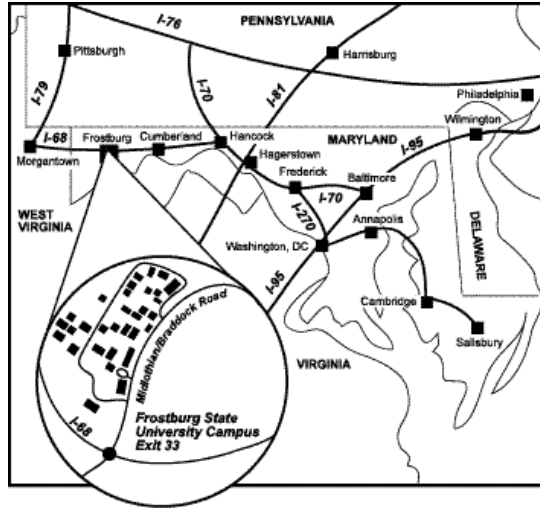 I-76
PENNSYLVANIA
Pittsburgh
Harrisburg
I-79
I-70
I-81
Philadelphia
I-68
Frostburg
Cumberland
Hancock
MARYLAND
Wilmington
Morgantown
Hagerstown
I-95
Frederick
Baltimore
I-70
WEST
VIRGINIA
I-270
Annapolis
DELAWARE
Washington, DC
I-95
Cambridge
Salisbury
VIRGINIA
Midlothian/Braddock Road
I-68
Frostburg State
University Campus
Exit 33